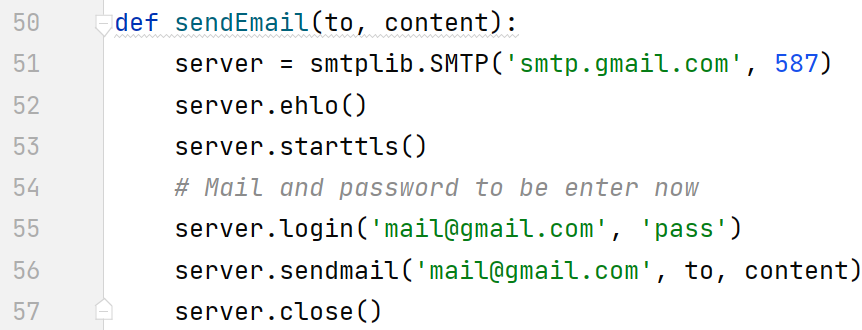 50 def sendEmail(to, content):
51     server = smtplib.SMTP('smtp.gmail.com', 587)
52     server.ehlo()
53     server.starttls()
54     # Mail and password to be enter now
55     server.login('mail@gmail.com', 'pass')
56     server.sendmail('mail@gmail.com', to, content)
57     server.close()